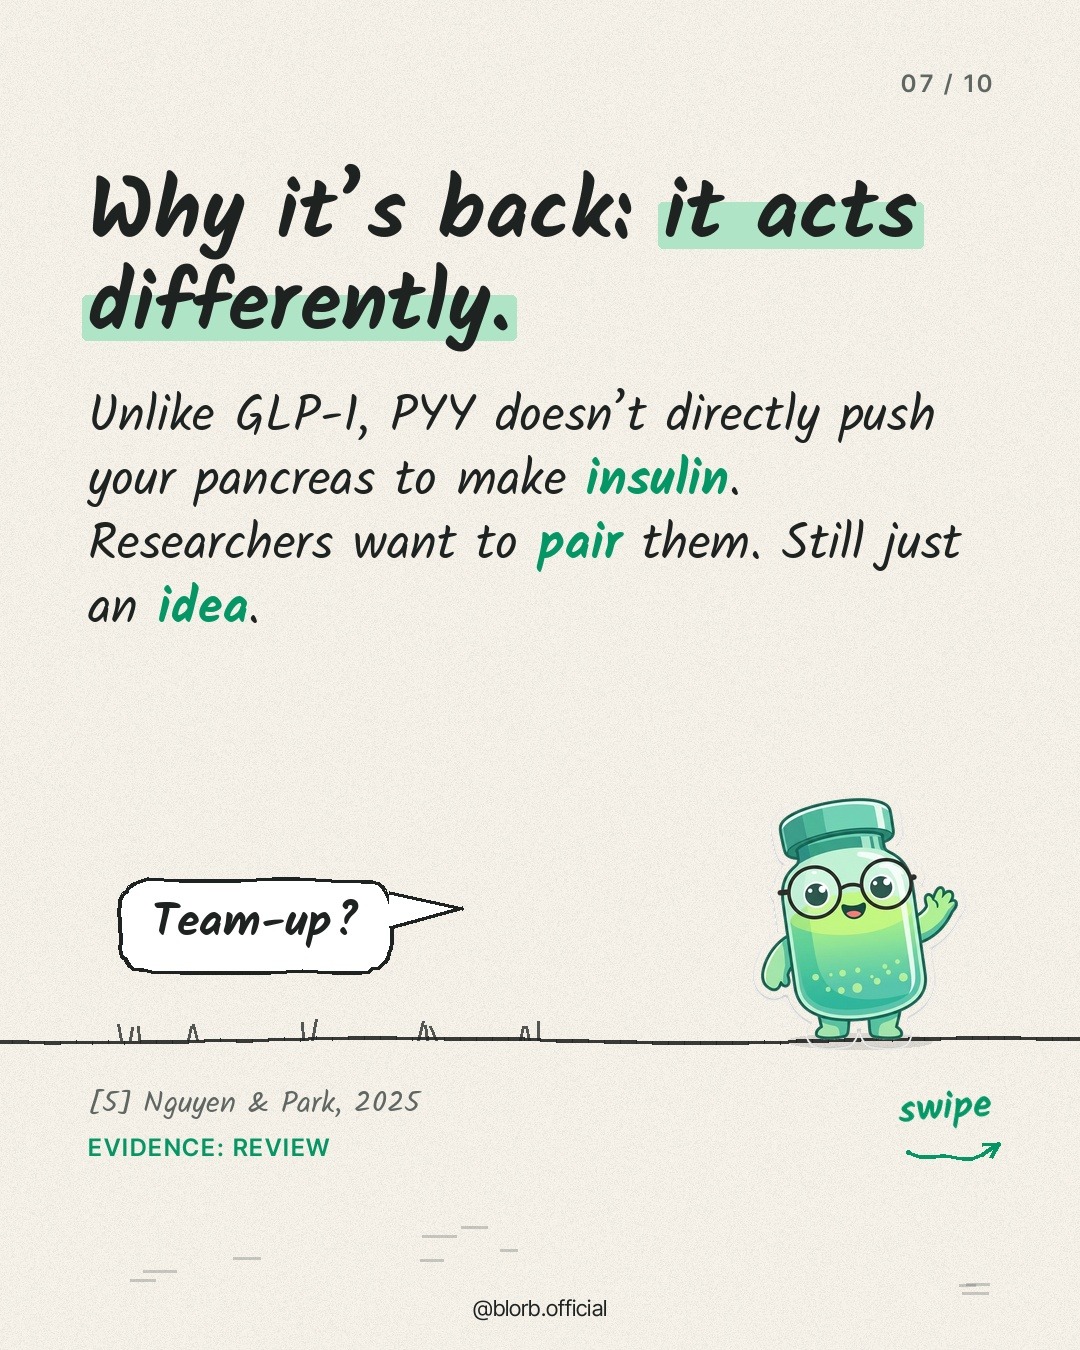 07 / 10
Why it’s back: it acts
differently.
Unlike GLP-1, PYY doesn’t directly push
your pancreas to make insulin.
Researchers want to pair them. Still just
an idea.
Team-up?
[5] Nguyen & Park, 2025
EVIDENCE: REVIEW
swipe
@blorb.official